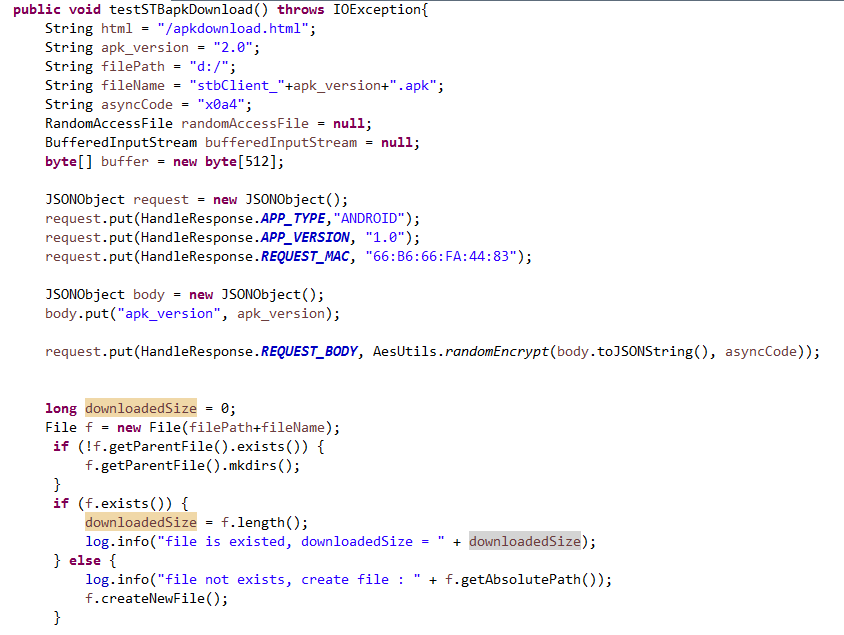 public void testSTBapkDownload() throws IOException{
    String html = "/apkdownload.html";
    String apk_version = "2.0";
    String filePath = "d:/";
    String fileName = "stbClient_"+apk_version+".apk";
    String asyncCode = "x0a4";
    RandomAccessFile randomAccessFile = null;
    BufferedInputStream bufferedInputStream = null;
    byte[] buffer = new byte[512];

    JSONObject request = new JSONObject();
    request.put(HandleResponse.APP_TYPE,"ANDROID");
    request.put(HandleResponse.APP_VERSION, "1.0");
    request.put(HandleResponse.REQUEST_MAC, "66:B6:66:FA:44:83");

    JSONObject body = new JSONObject();
    body.put("apk_version", apk_version);

    request.put(HandleResponse.REQUEST_BODY, AesUtils.randomEncrypt(body.toJSONString(), asyncCode));


    long downloadedSize = 0;
    File f = new File(filePath+fileName);
     if (!f.getParentFile().exists()) {
         f.getParentFile().mkdirs();
     }
     if (f.exists()) {
         downloadedSize = f.length();
         log.info("file is existed, downloadedSize = " + downloadedSize);
     } else {
         log.info("file not exists, create file : " + f.getAbsolutePath());
         f.createNewFile();
     }